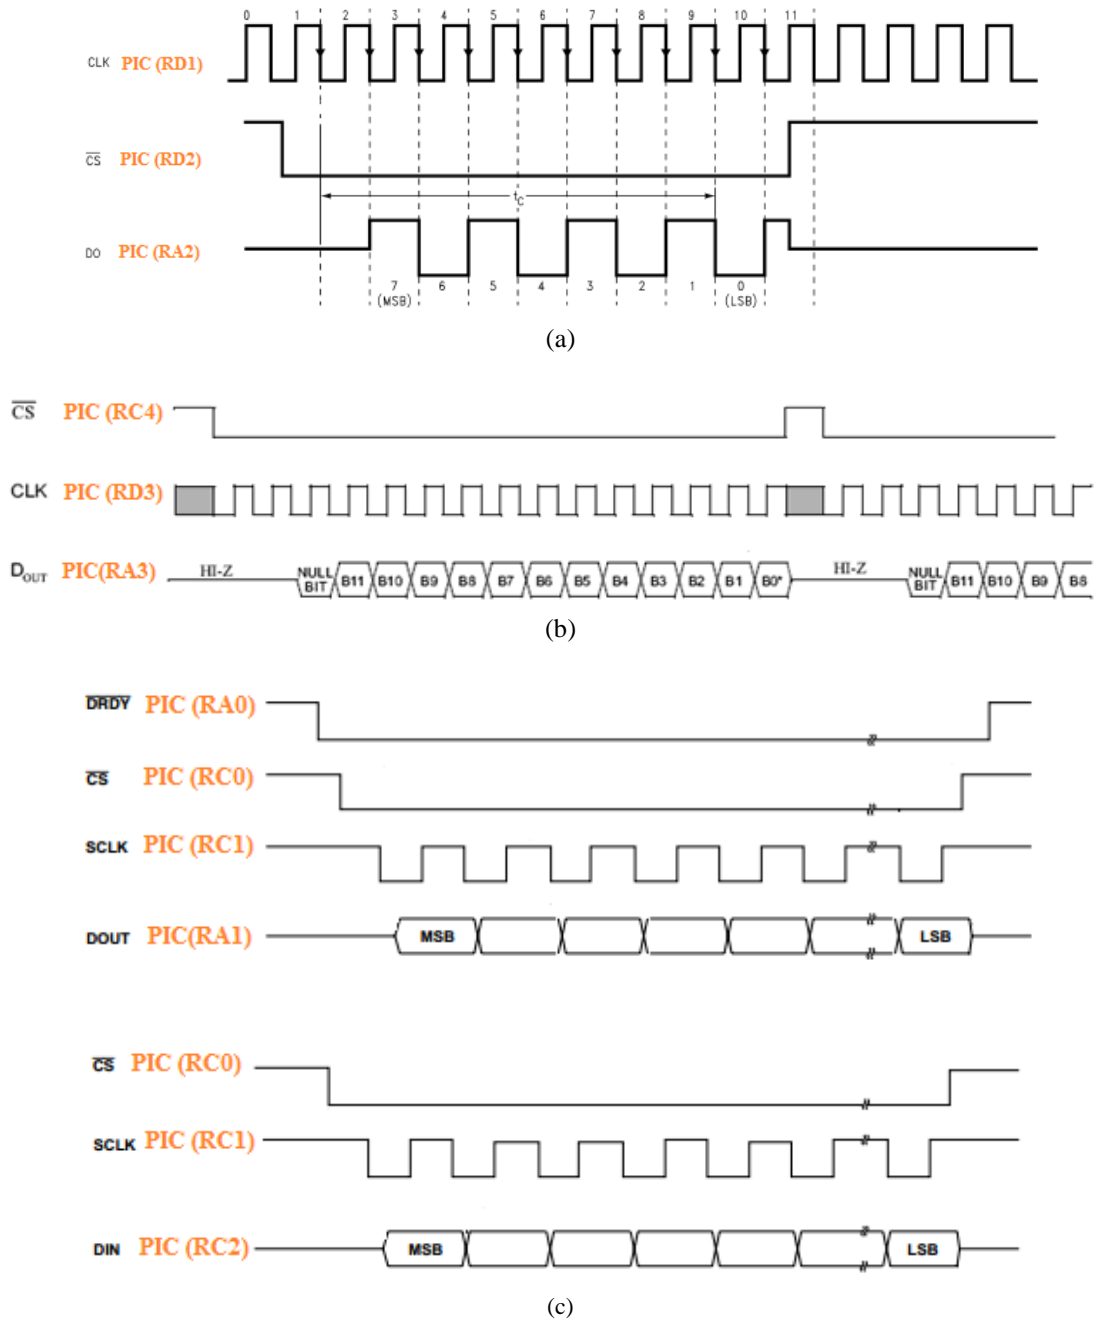 0 1 2 3 4 5 6 7 8 9 10 11
CLK PIC (RD1)
CS PIC (RD2)
tC
DO PIC (RA2)
7 6 5 4 3 2 1 0
(MSB) (LSB)
(a)
CS PIC (RC4)
CLK PIC (RD3)
DOUT PIC(RA3) HI-Z NULL BIT B11 B10 B9 B8 B7 B6 B5 B4 B3 B2 B1 B0* HI-Z NULL BIT B11 B10 B9 B8
(b)
DRDY PIC (RA0)
CS PIC (RC0)
SCLK PIC (RC1)
DOUT PIC(RA1) MSB LSB
CS PIC (RC0)
SCLK PIC (RC1)
DIN PIC (RC2) MSB LSB
(c)